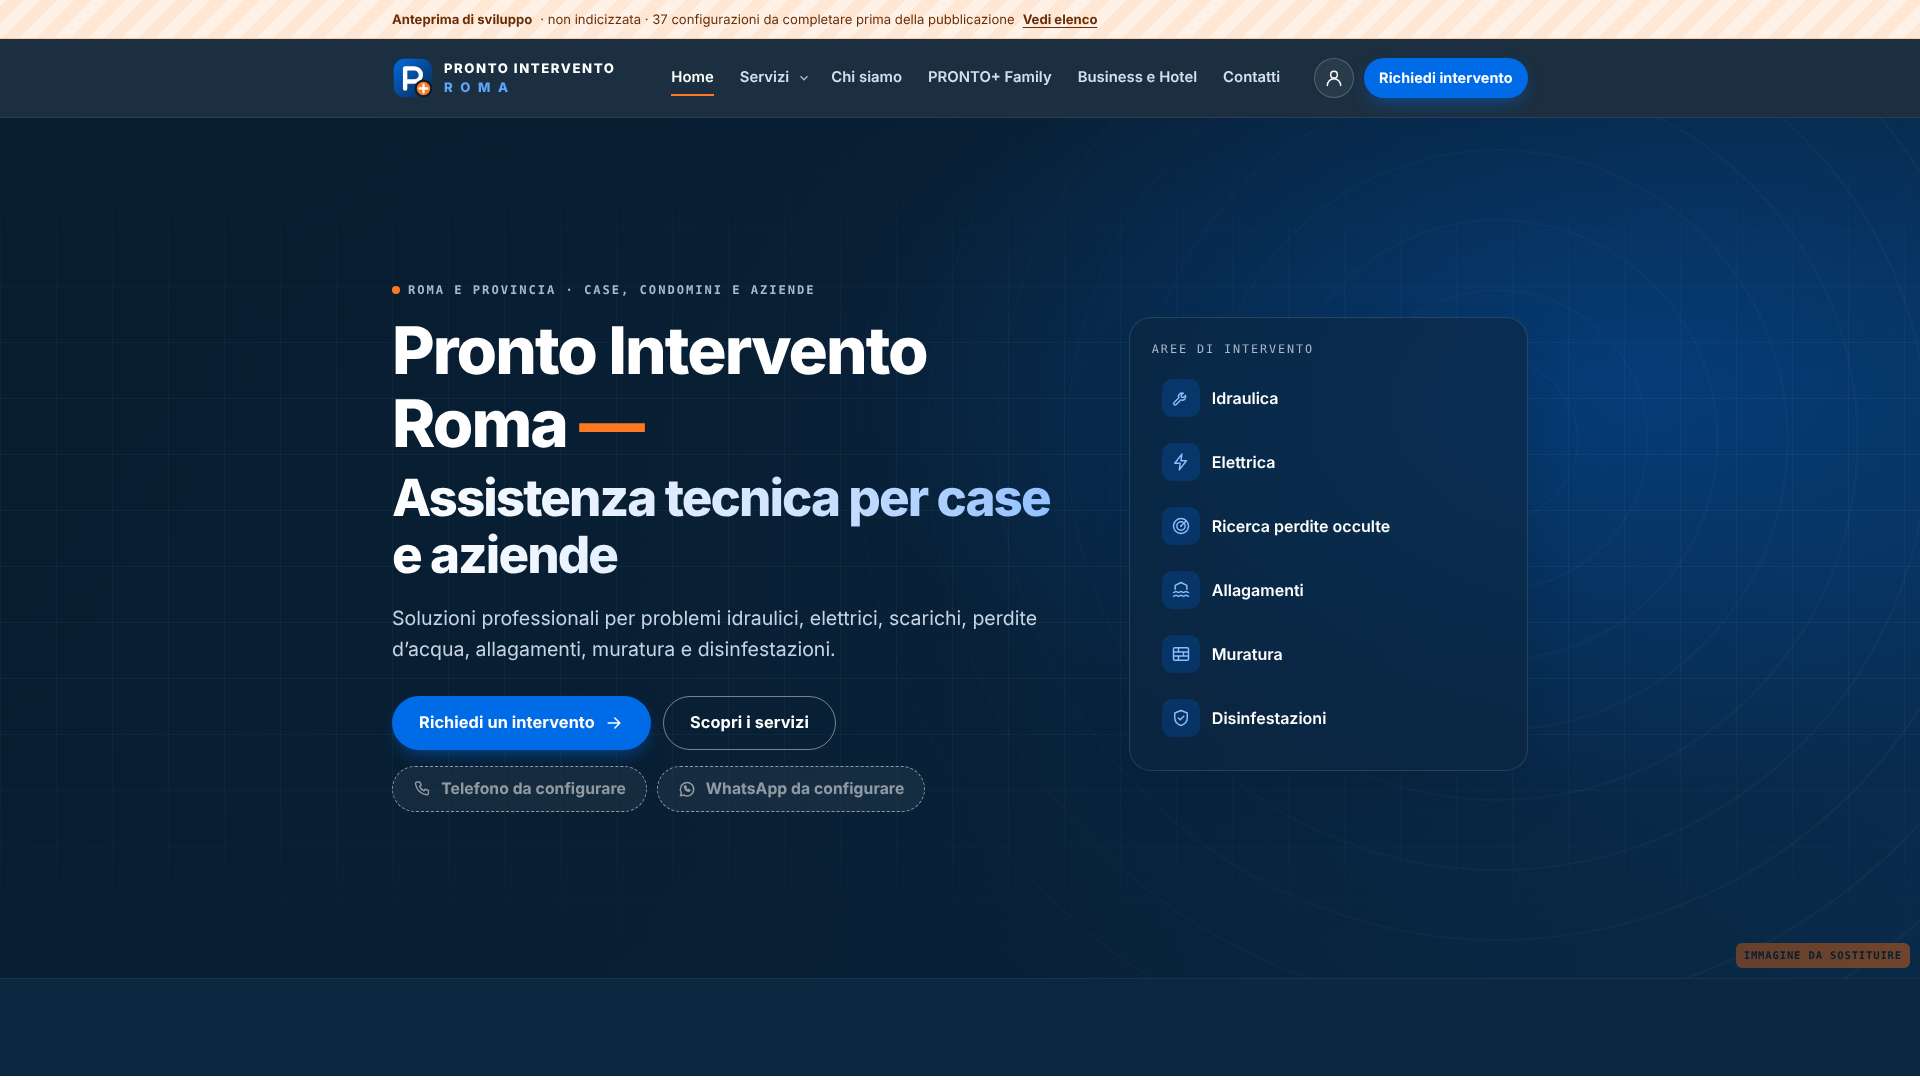 Anteprima di sviluppo · non indicizzata · 37 configurazioni da completare prima della pubblicazione Vedi elenco
PRONTO INTERVENTO
ROMA
Home Servizi Chi siamo PRONTO+ Family Business e Hotel Contatti Richiedi intervento
ROMA E PROVINCIA · CASE, CONDOMINI E AZIENDE
Pronto Intervento
Roma —
Assistenza tecnica per case
e aziende
Soluzioni professionali per problemi idraulici, elettrici, scarichi, perdite
d’acqua, allagamenti, muratura e disinfestazioni.
Richiedi un intervento → Scopri i servizi
Telefono da configurare WhatsApp da configurare
AREE DI INTERVENTO
Idraulica
Elettrica
Ricerca perdite occulte
Allagamenti
Muratura
Disinfestazioni
IMMAGINE DA SOSTITUIRE